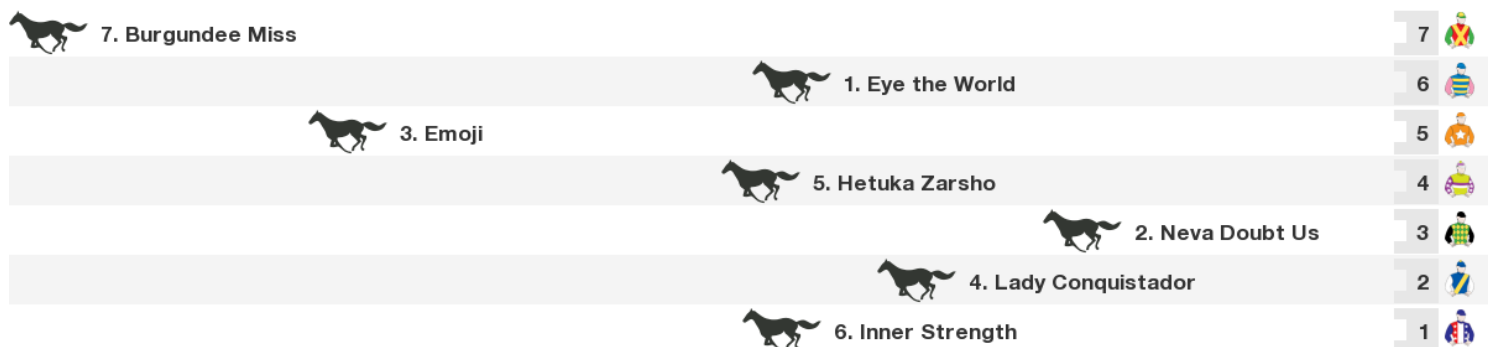 7. Burgundee Miss 7
1. Eye the World 6
3. Emoji 5
5. Hetuka Zarsho 4
2. Neva Doubt Us 3
4. Lady Conquistador 2
6. Inner Strength 1